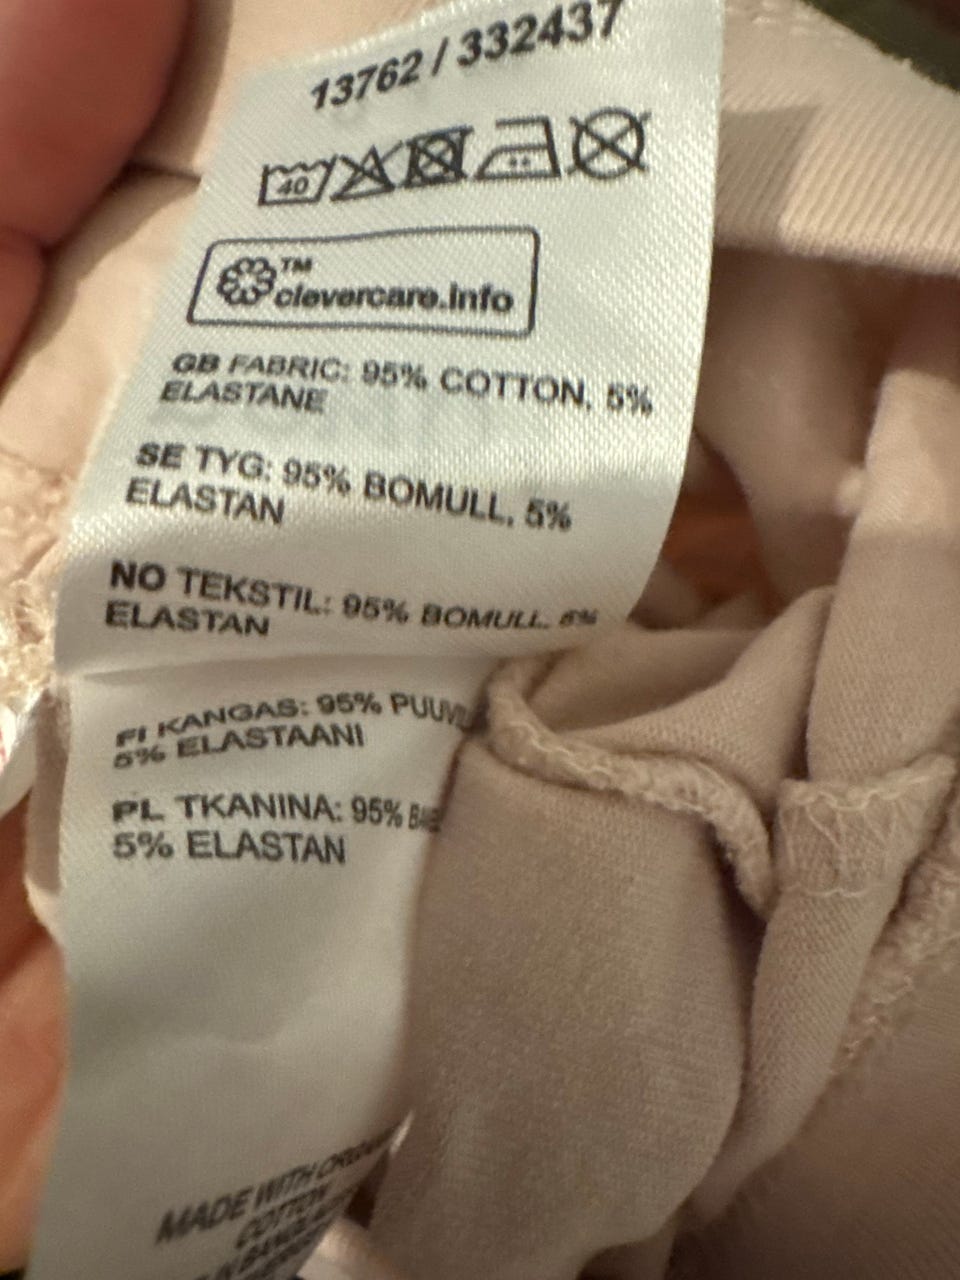 13762 / 332437
40
™
clevercare.info
GB FABRIC: 95% COTTON, 5%
ELASTANE
SE TYG: 95% BOMULL, 5%
ELASTAN
NO TEKSTIL: 95% BOMULL, 5%
ELASTAN
FI KANGAS: 95%
5% ELASTAANI
PL TKANINA: 95%
5% ELASTAN
MADE WITH
COTTON